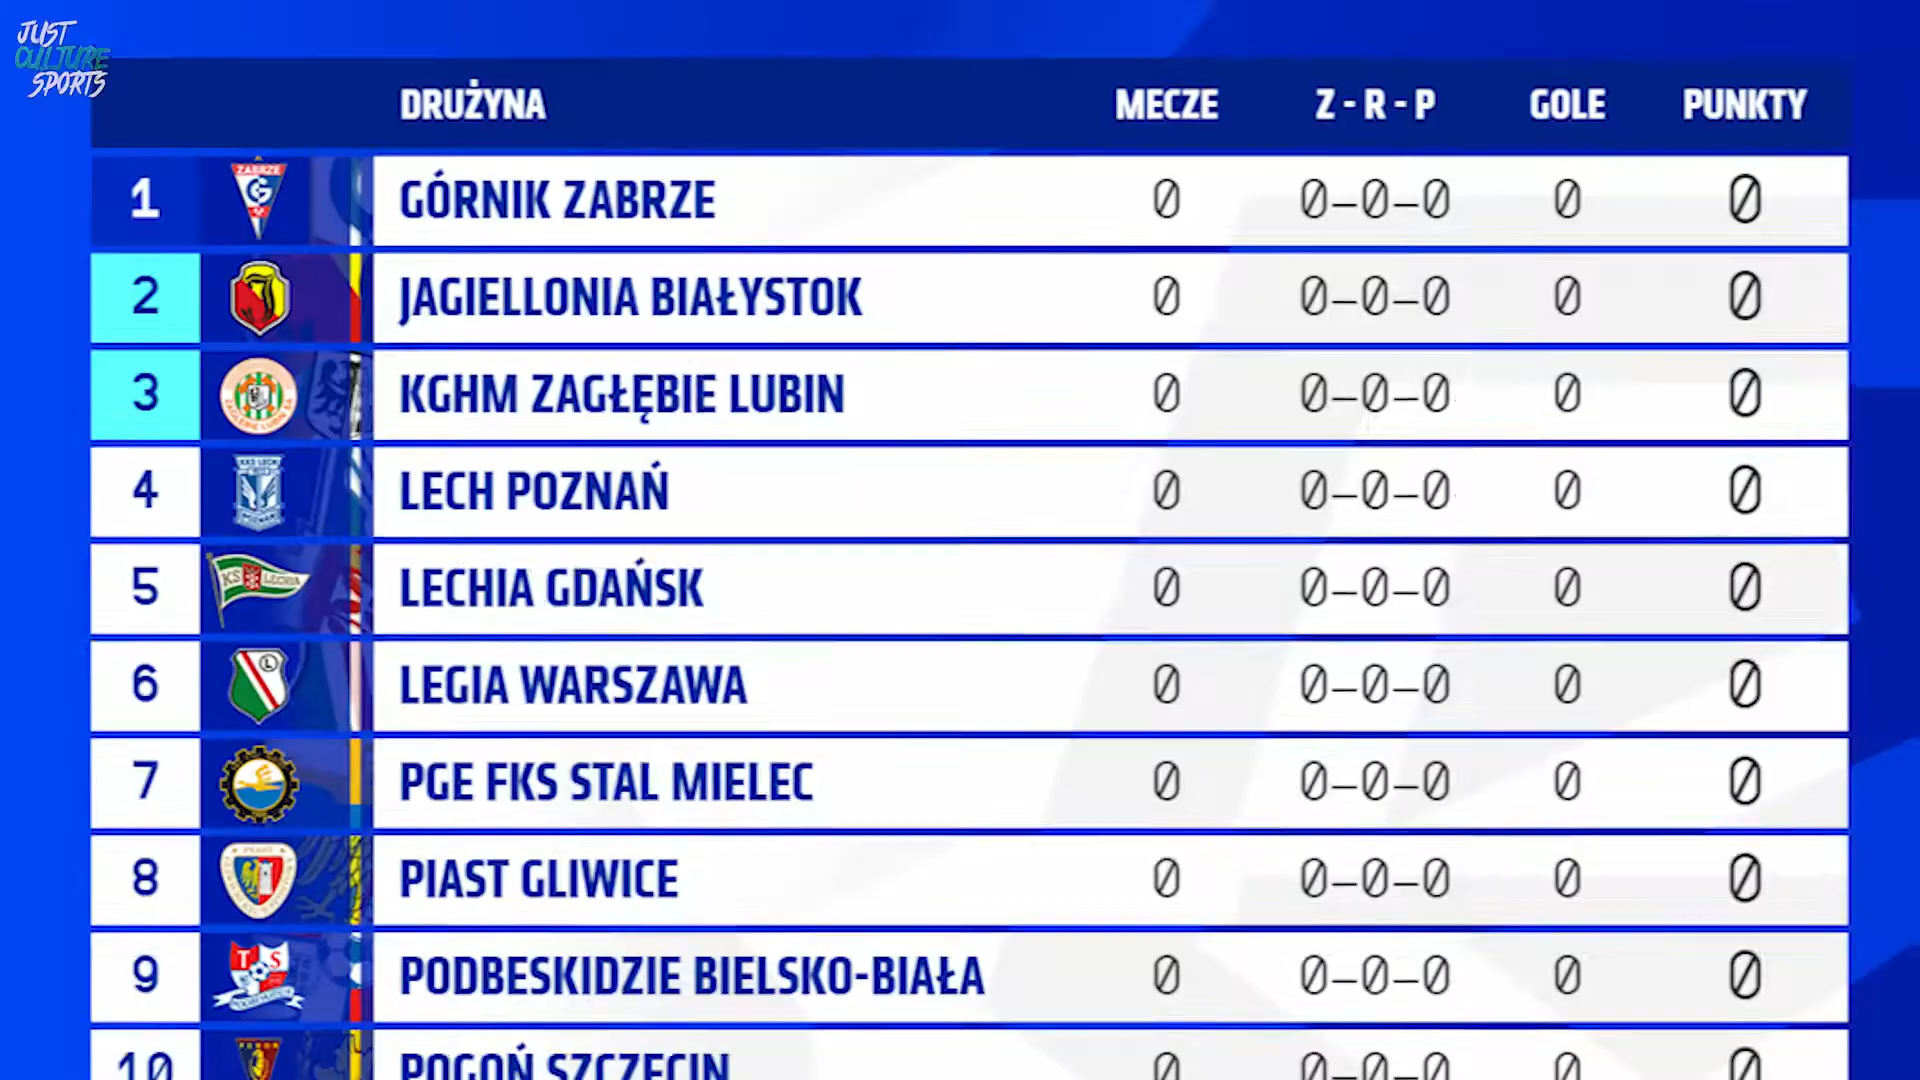 JUST
CULTURE
SPORTS
DRUŻYNA MECZE Z - R - P GOLE PUNKTY
1 ZABRZE GÓRNIK ZABRZE 0 0-0-0 0 0
2 JAGIELLONIA BIAŁYSTOK 0 0-0-0 0 0
3 KGHM ZAGŁĘBIE LUBIN 0 0-0-0 0 0
4 LECH POZNAŃ 0 0-0-0 0 0
5 KS LECHIA LECHIA GDAŃSK 0 0-0-0 0 0
6 L LEGIA WARSZAWA 0 0-0-0 0 0
7 PGE FKS STAL MIELEC 0 0-0-0 0 0
8 PIAST GLIWICE 0 0-0-0 0 0
9 T S PODBESKIDZIE BIELSKO-BIAŁA 0 0-0-0 0 0
10 POGOŃ SZCZECIN 0 0-0-0 0 0